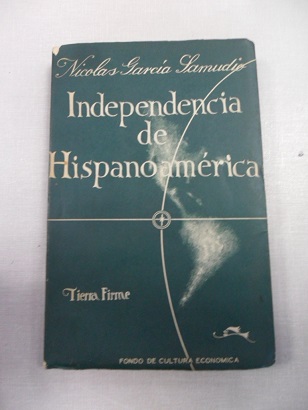 Nicolas García Samudio
Independencia
de
Hispanoamérica
Tierra Firme
FONDO DE CULTURA ECONOMICA